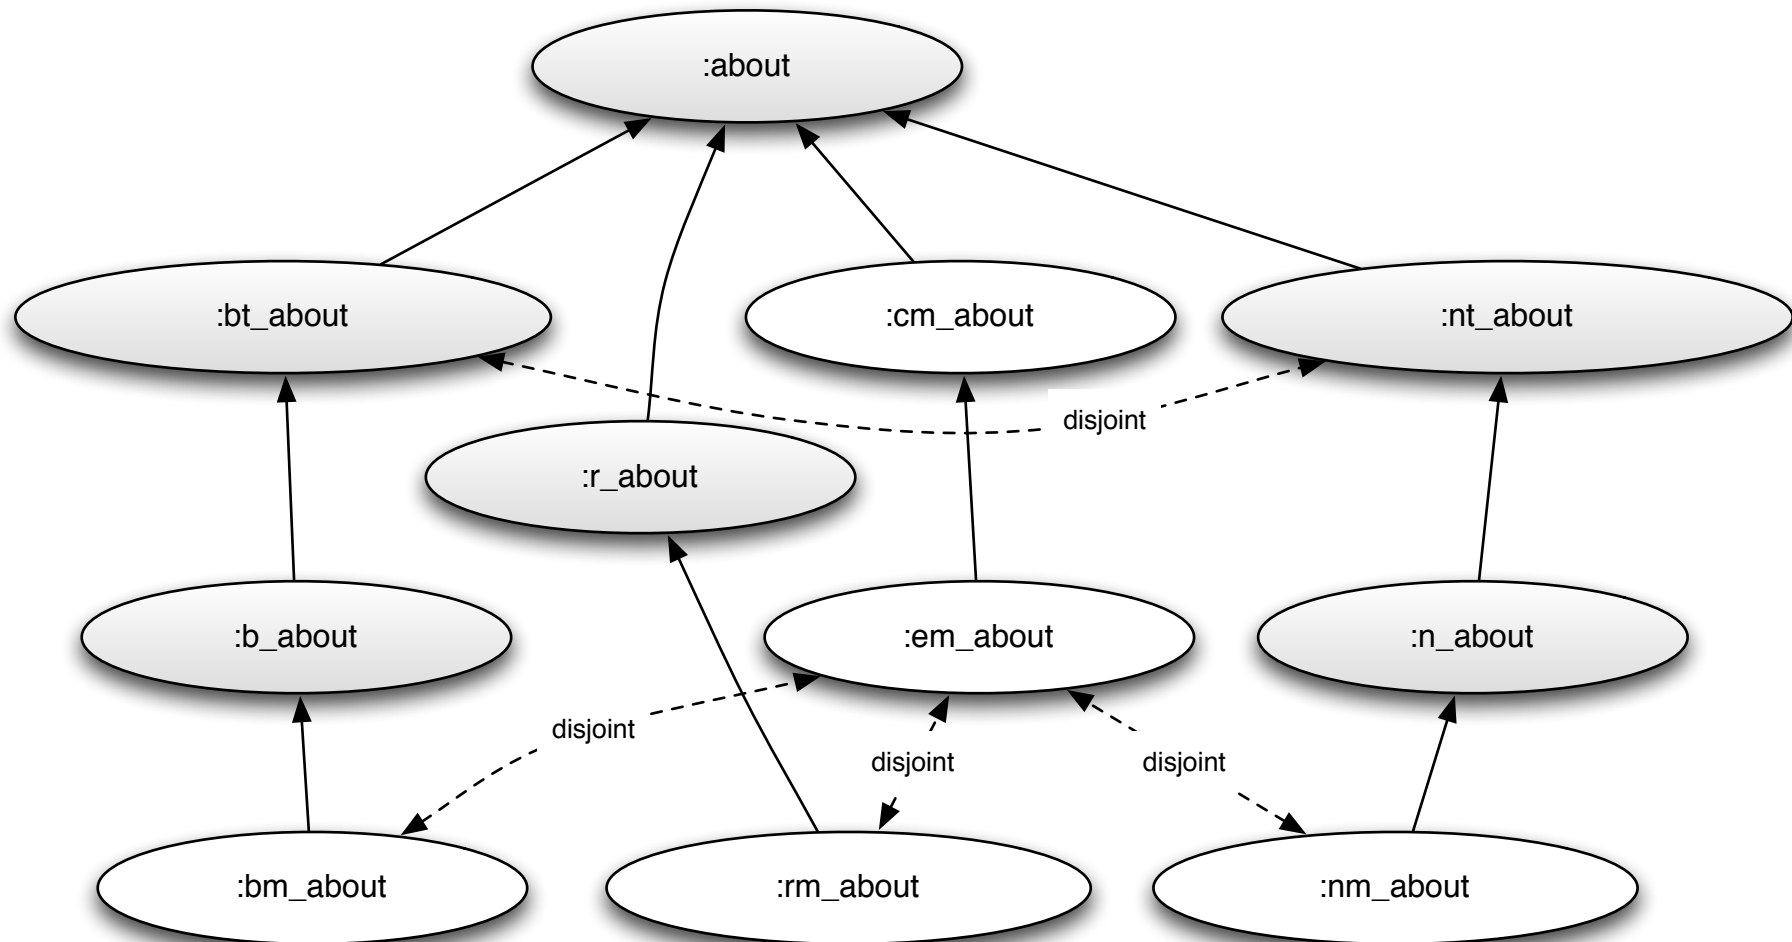 :about
:bt_about
:cm_about
:nt_about
disjoint
:r_about
:b_about
:em_about
:n_about
disjoint
disjoint
disjoint
:bm_about
:rm_about
:nm_about